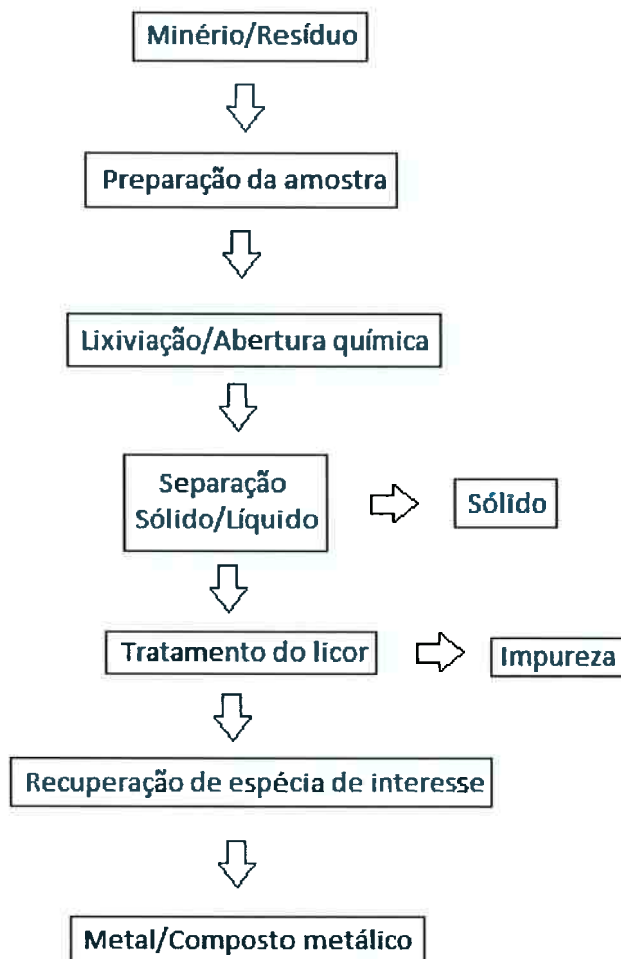 Minério/Resíduo
Preparação da amostra
Lixiviação/Abertura química
Separação
Sólido/Líquido
Sólido
Tratamento do licor
Impureza
Recuperação de espécia de interesse
Metal/Composto metálico